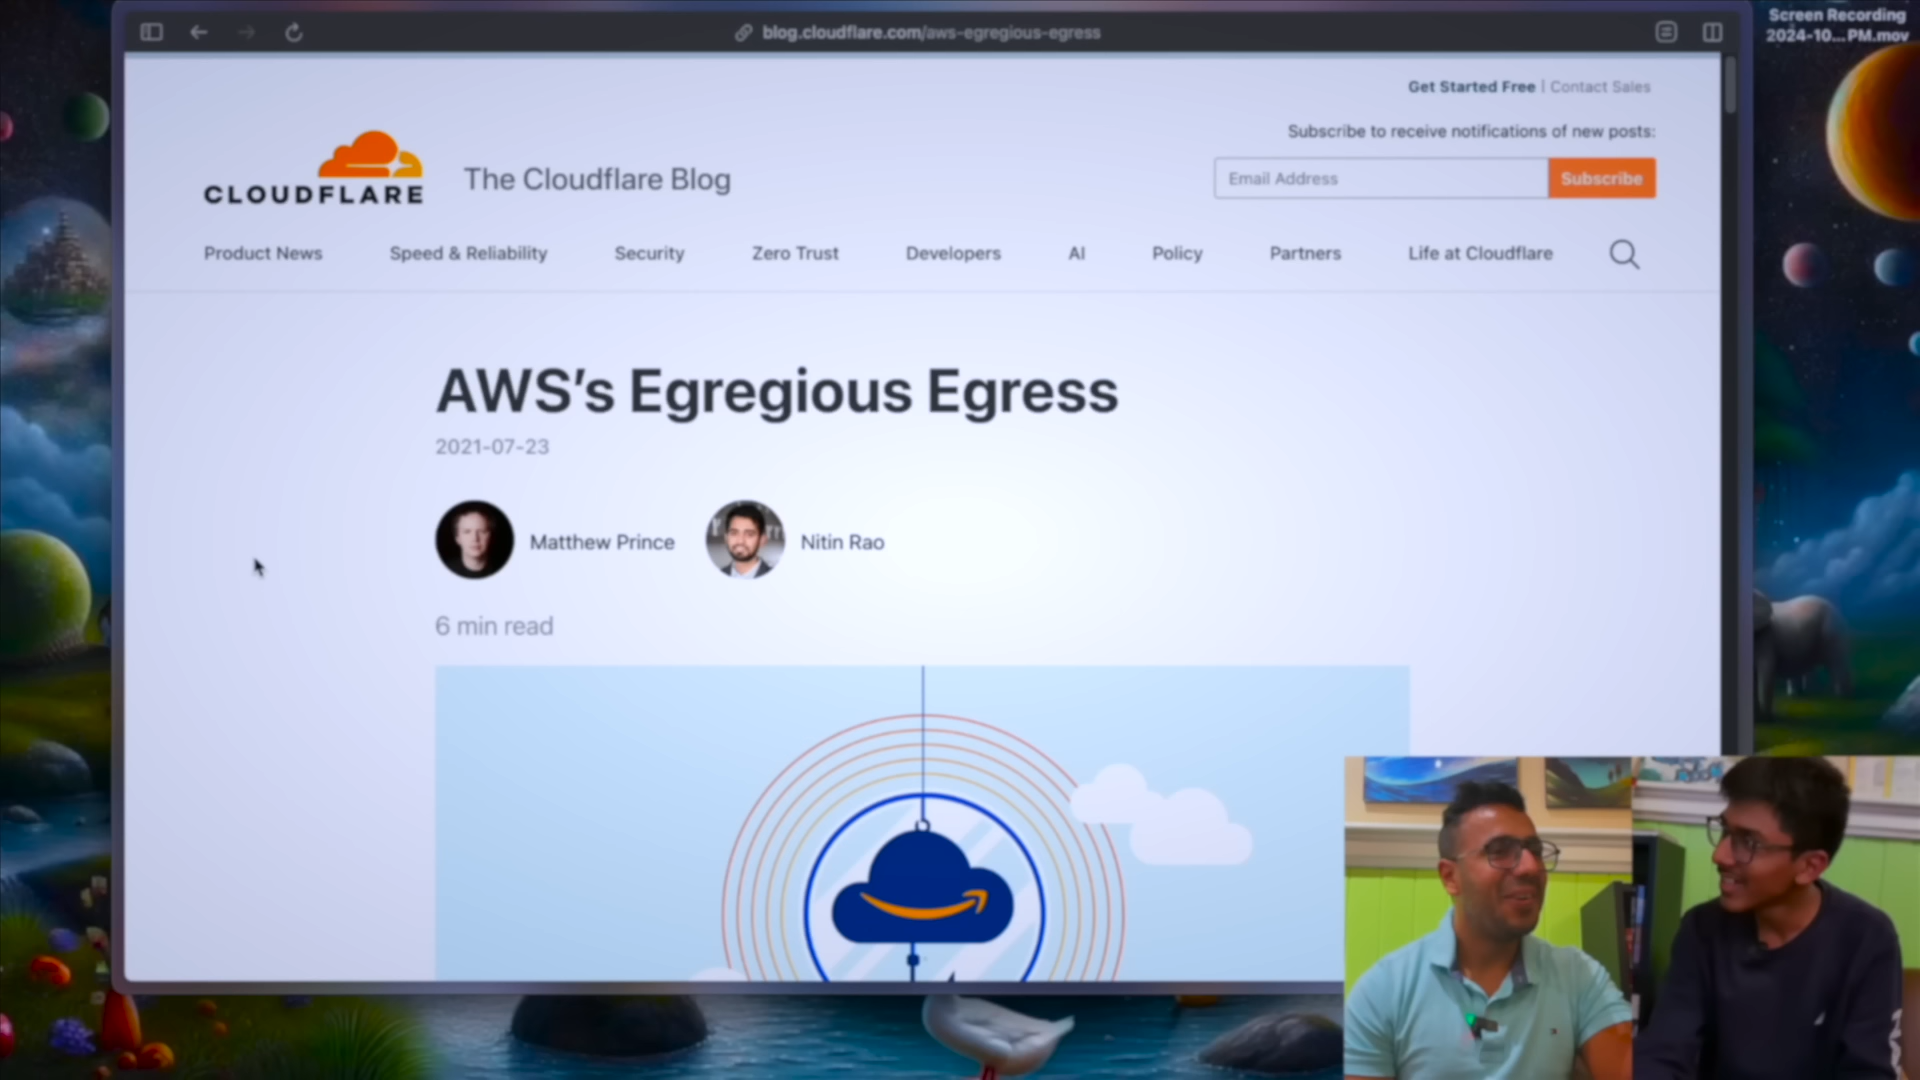 blog.cloudflare.com/aws-egregious-egress
Screen Recording
2024-10...PM.mov
Get Started Free | Contact Sales
Subscribe to receive notifications of new posts:
CLOUDFLARE
The Cloudflare Blog
Email Address
Subscribe
Product News
Speed & Reliability
Security
Zero Trust
Developers
AI
Policy
Partners
Life at Cloudflare
AWS's Egregious Egress
2021-07-23
Matthew Prince
Nitin Rao
6 min read